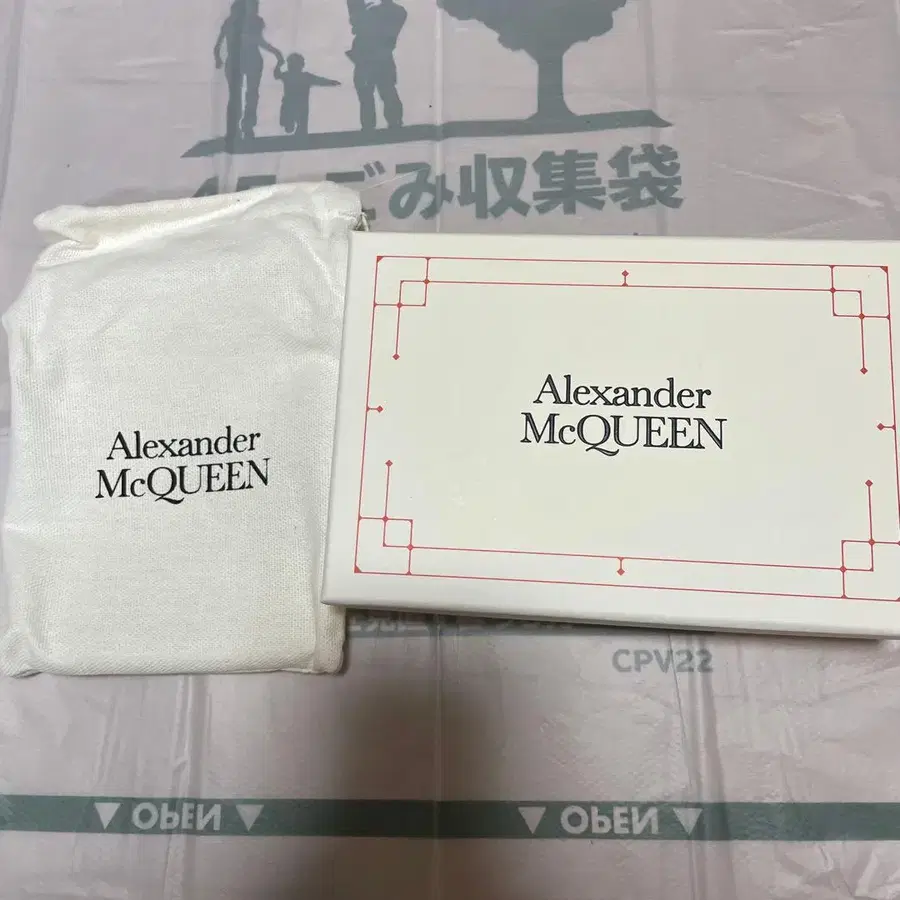 ごみ収集袋
Alexander
McQUEEN
Alexander
McQUEEN
CPV22
▼ OPEN ▼
▼ OPEN ▼